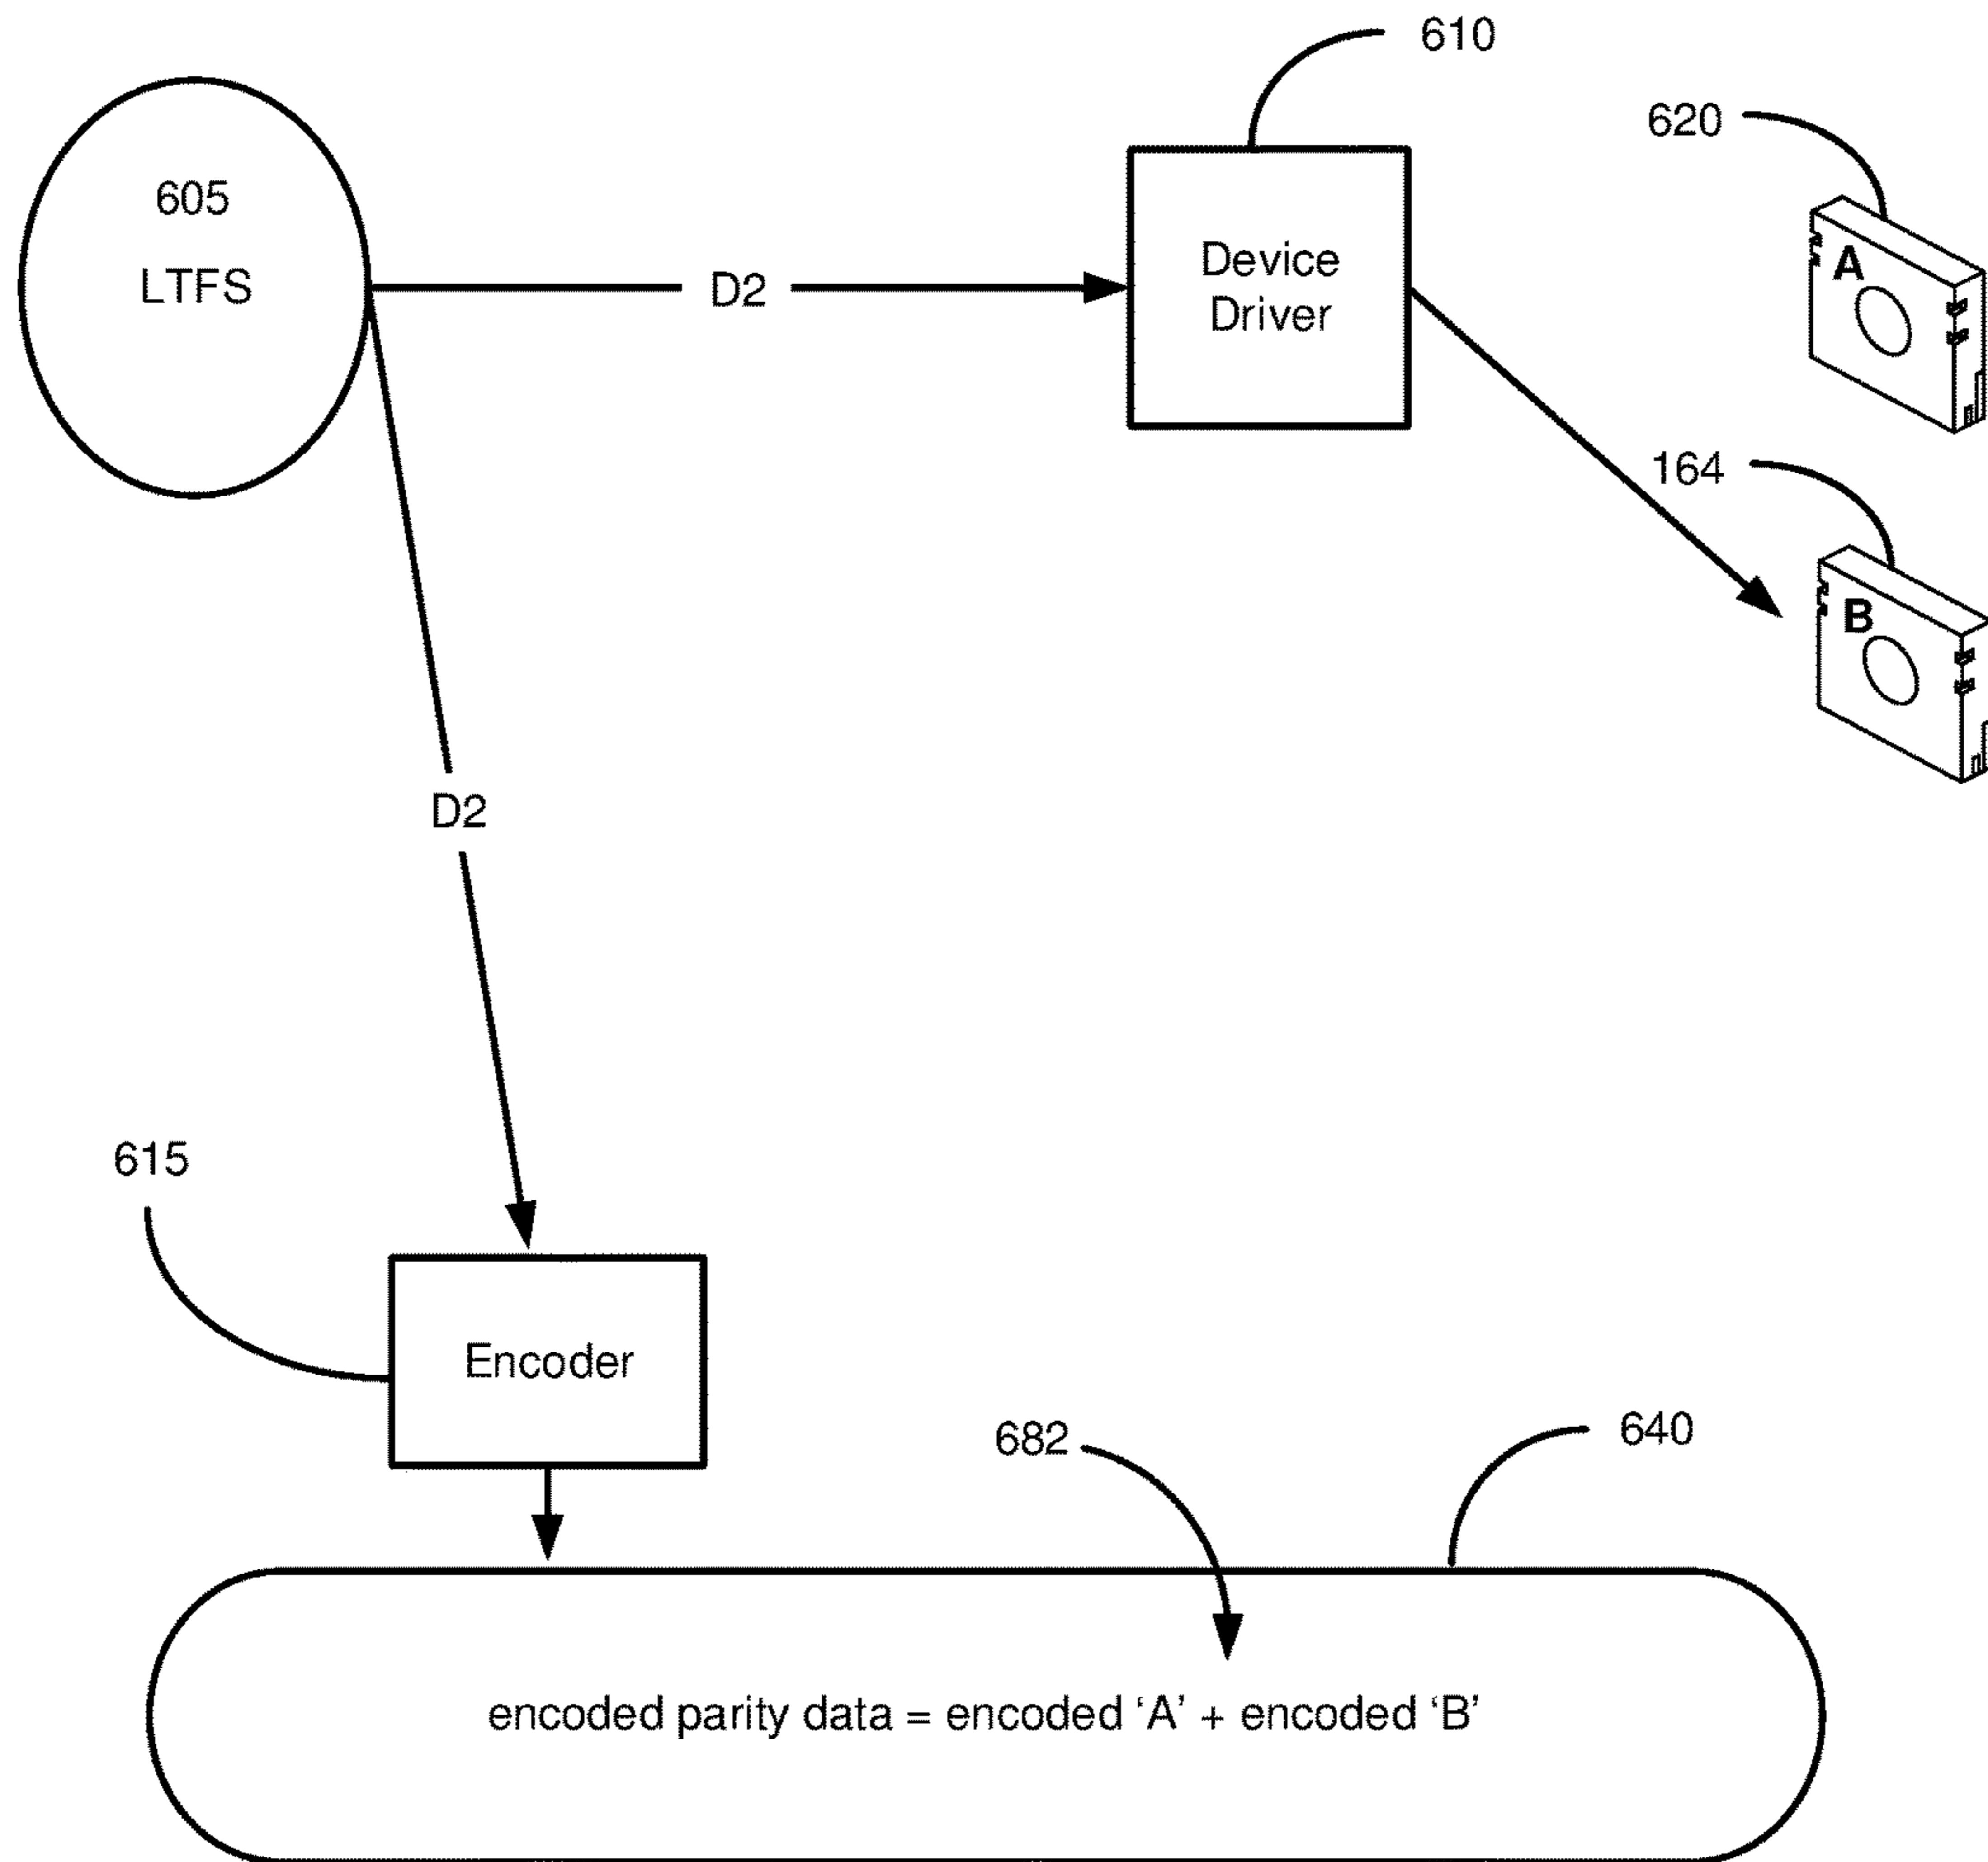 610
620
605
LTFS
A
D2
Device
Driver
164
B
D2
615
Encoder
682
640
encoded parity data = encoded ‘A’ + encoded ‘B’